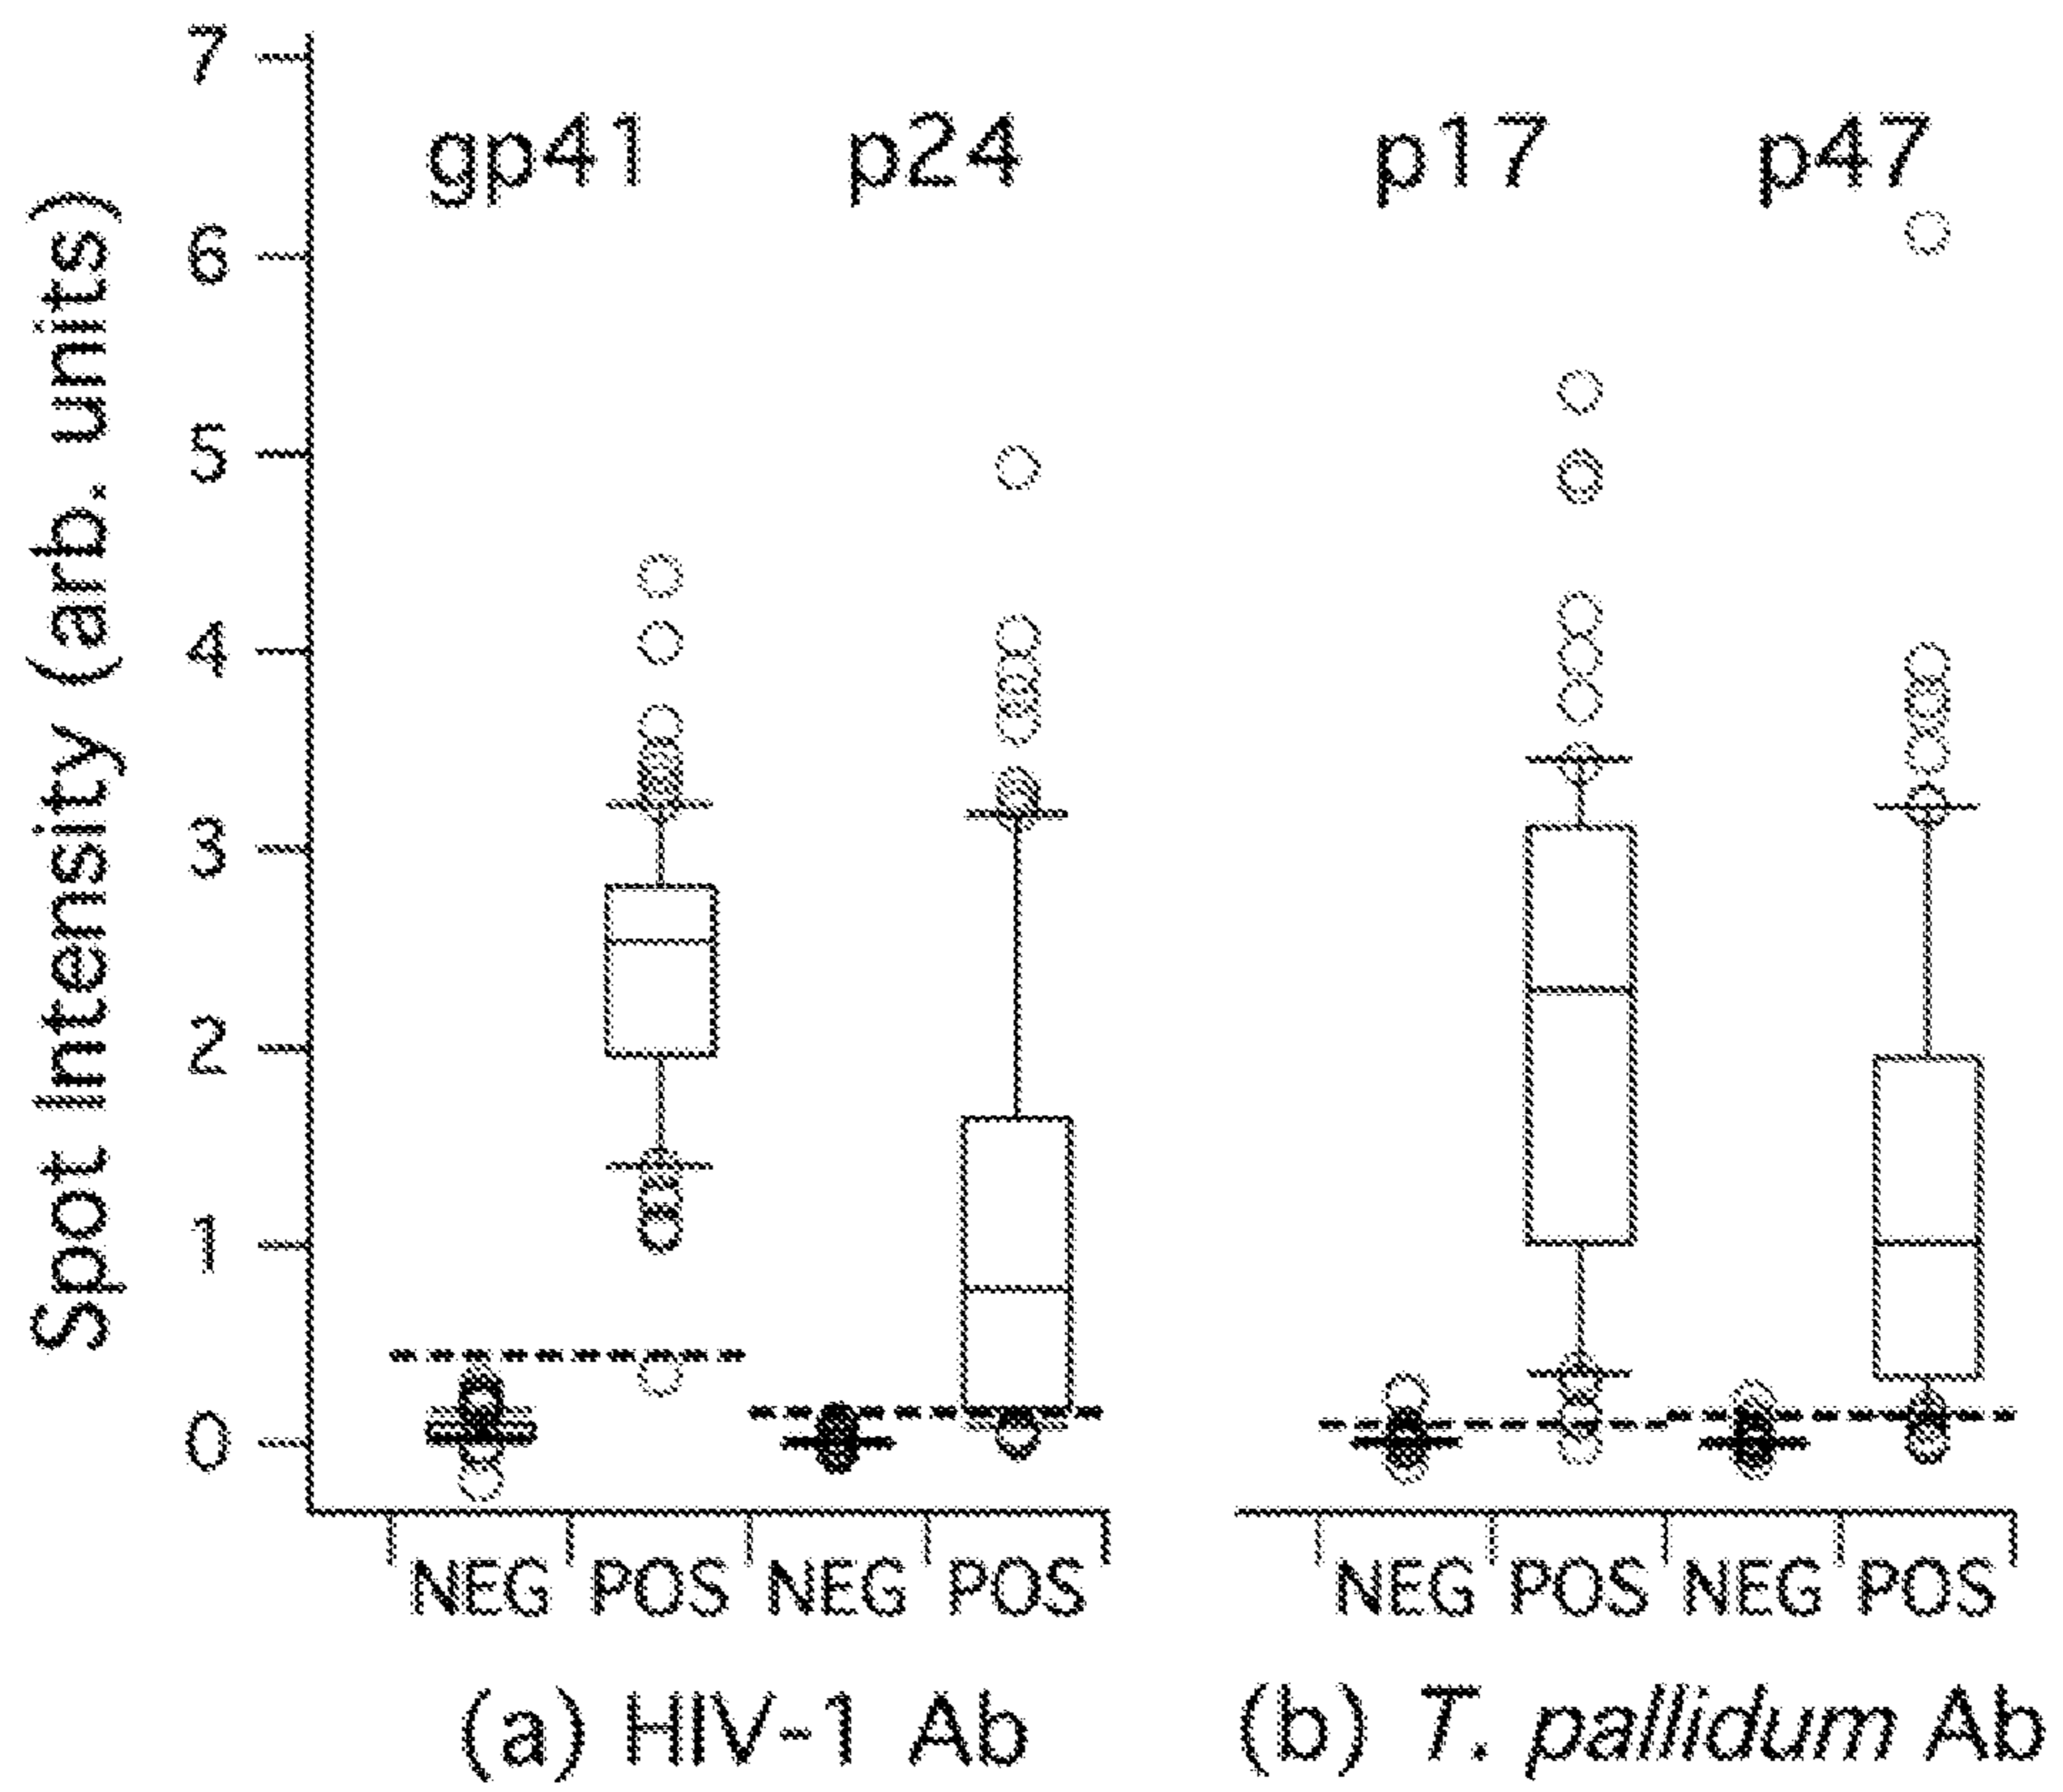 Spot Intensity (arb. units)
7
6
5
4
3
2
1
0
gp41 p24 p17 p47
NEG POS NEG POS NEG POS NEG POS
(a) HIV-1 Ab (b) T. pallidum Ab